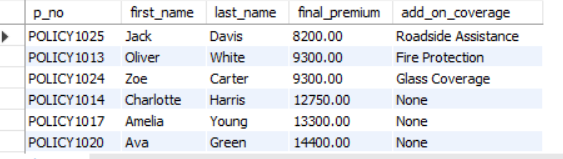 p_no first_name last_name final_premium add_on_coverage
POLICY1025 Jack Davis 8200.00 Roadside Assistance
POLICY1013 Oliver White 9300.00 Fire Protection
POLICY1024 Zoe Carter 9300.00 Glass Coverage
POLICY1014 Charlotte Harris 12750.00 None
POLICY1017 Amelia Young 13300.00 None
POLICY1020 Ava Green 14400.00 None